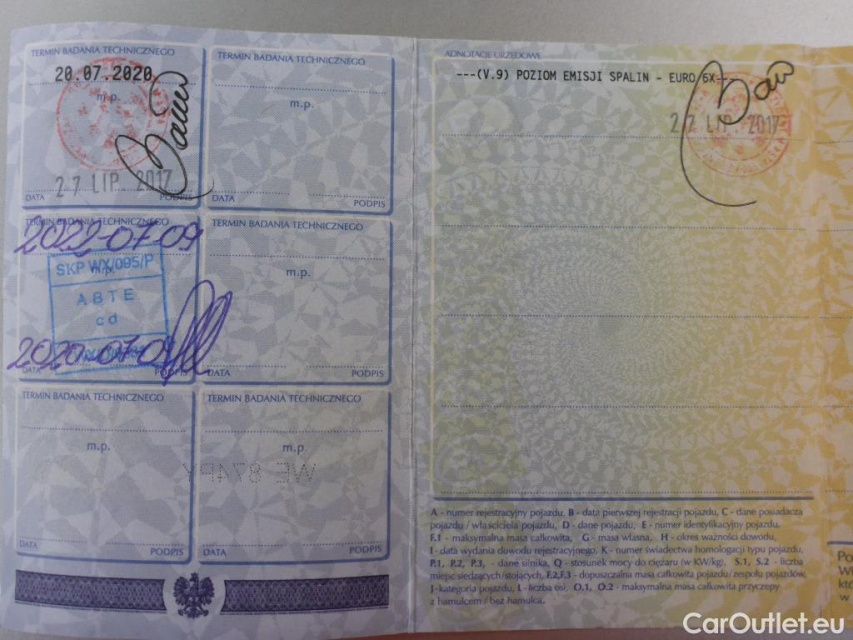 TERMIN BADANIA TECHNICZNEGO
20.07.2020
m.p.
27 LIP. 2017
DATA PODPIS
TERMIN BADANIA TECHNICZNEGO
m.p.
DATA PODPIS
TERMIN BADANIA TECHNICZNEGO
2022-07-09
SKP WX/095/P
m.p.
ABTE
cd
2020-07-0
DATA
TERMIN BADANIA TECHNICZNEGO
m.p.
DATA PODPIS
TERMIN BADANIA TECHNICZNEGO
m.p.
DATA PODPIS
TERMIN BADANIA TECHNICZNEGO
m.p.
WE 874PY
DATA PODPIS
ADNOTACJE URZĘDOWE
---(V.9) POZIOM EMISJI SPALIN - EURO 6X---
27 LIP 2017
A - numer rejestracyjny pojazdu, B - data pierwszej rejestracji pojazdu, C - dane posiadacza
pojazdu / właściciela pojazdu, D - dane pojazdu, E - numer identyfikacyjny pojazdu,
F.1 - maksymalna masa całkowita, G - masa własna, H - okres ważności dowodu,
I - data wydania dowodu rejestracyjnego, K - numer świadectwa homologacji typu pojazdu,
P.1, P.2, P.3, - dane silnika, Q - stosunek mocy do ciężaru (w KW/kg), S.1, S.2 - liczba
miejsc siedzących/stojących, F.2,F.3 - dopuszczalna masa całkowita pojazdu/zespołu pojazdów,
J - kategoria pojazdu, L - liczba osi O.1, O.2 - maksymalna masa całkowita przyczepy
z hamulcem / bez hamulca.
CarOutlet.eu